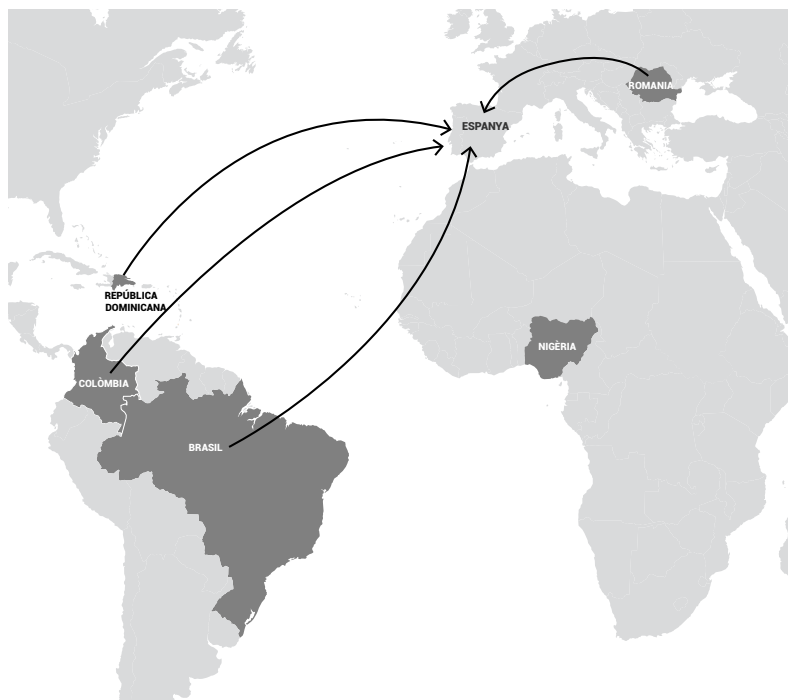 ROMANIA
ESPANYA
REPÚBLICA
DOMINICANA
NIGÈRIA
COLÒMBIA
BRASIL